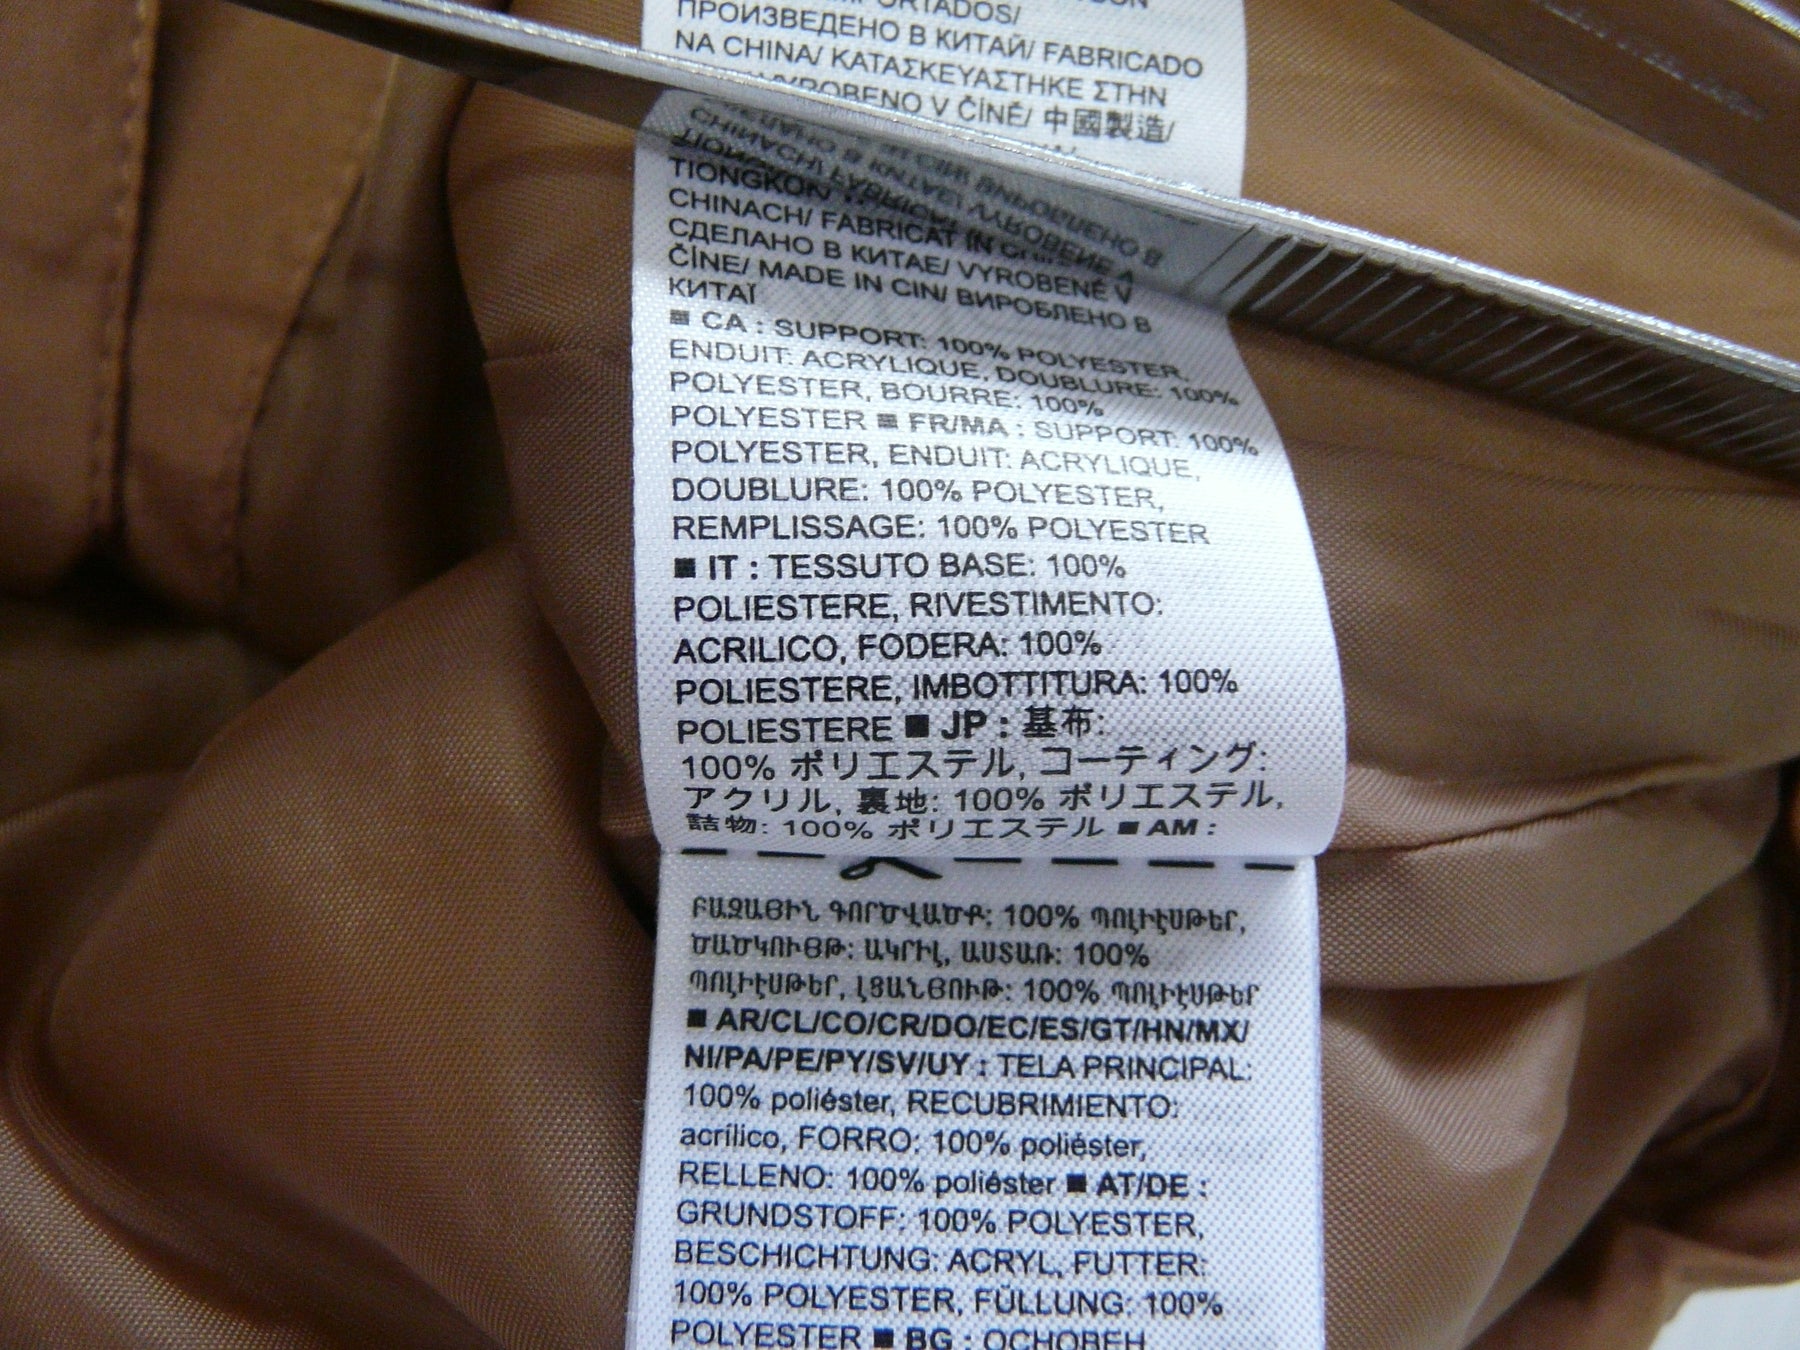 ПРОИЗВЕДЕНО В КИТАЙ/ FABRICADO
NA CHINA/ ΚΑΤΑΣΚΕΥΑΣΤΗΚΕ ΣΤΗΝ
VYROBENO V ČÍNĚ/ 中國製造/
TIONGKOK/
CHINACH/ FABRICAT ÎN
СДЕЛАНО В КИТАЕ/ VYROBENÉ V
ČÍNE/ MADE IN CIN/ ВИРОБЛЕНО В
КИТАЇ
■ CA : SUPPORT: 100% POLYESTER,
ENDUIT: ACRYLIQUE, DOUBLURE: 100%
POLYESTER, BOURRE: 100%
POLYESTER ■ FR/MA : SUPPORT: 100%
POLYESTER, ENDUIT: ACRYLIQUE,
DOUBLURE: 100% POLYESTER,
REMPLISSAGE: 100% POLYESTER
■ IT : TESSUTO BASE: 100%
POLIESTERE, RIVESTIMENTO:
ACRILICO, FODERA: 100%
POLIESTERE, IMBOTTITURA: 100%
POLIESTERE ■ JP : 基布:
100% ポリエステル, コーティング:
アクリル, 裏地: 100% ポリエステル,
詰物: 100% ポリエステル ■ AM :
ԲԱԶԱՅԻՆ ԳՈՐԾՎԱԾՔ: 100% ՊՈԼԻԷՍԹԵՐ,
ԾԱԾԿՈՒՅԹ: ԱԿՐԻԼ, ԱՍՏԱՌ: 100%
ՊՈԼԻԷՍԹԵՐ, ԼՑԱՆՅՈՒԹ: 100% ՊՈԼԻԷՍԹԵՐ
■ AR/CL/CO/CR/DO/EC/ES/GT/HN/MX/
NI/PA/PE/PY/SV/UY : TELA PRINCIPAL:
100% poliéster, RECUBRIMIENTO:
acrílico, FORRO: 100% poliéster,
RELLENO: 100% poliéster ■ AT/DE :
GRUNDSTOFF: 100% POLYESTER,
BESCHICHTUNG: ACRYL, FUTTER:
100% POLYESTER, FÜLLUNG: 100%
POLYESTER ■ BG : ОСНОВЕН